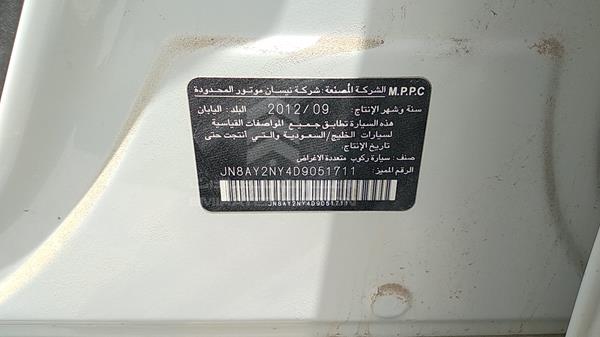 M.P.P.C الشركة المصنعة: شركة نيسان موتور المحدودة
سنة وشهر الإنتاج: 2012/09 البلد: اليابان
هذه السيارة تطابق جميع المواصفات القياسية
لسيارات الخليج/السعودية والتي أنتجت حتى
تاريخ الإنتاج
صنف: سيارة ركوب متعددة الاغراض
الرقم المميز: JN8AY2NY4D9051711
JN8AY2NY4D9051711